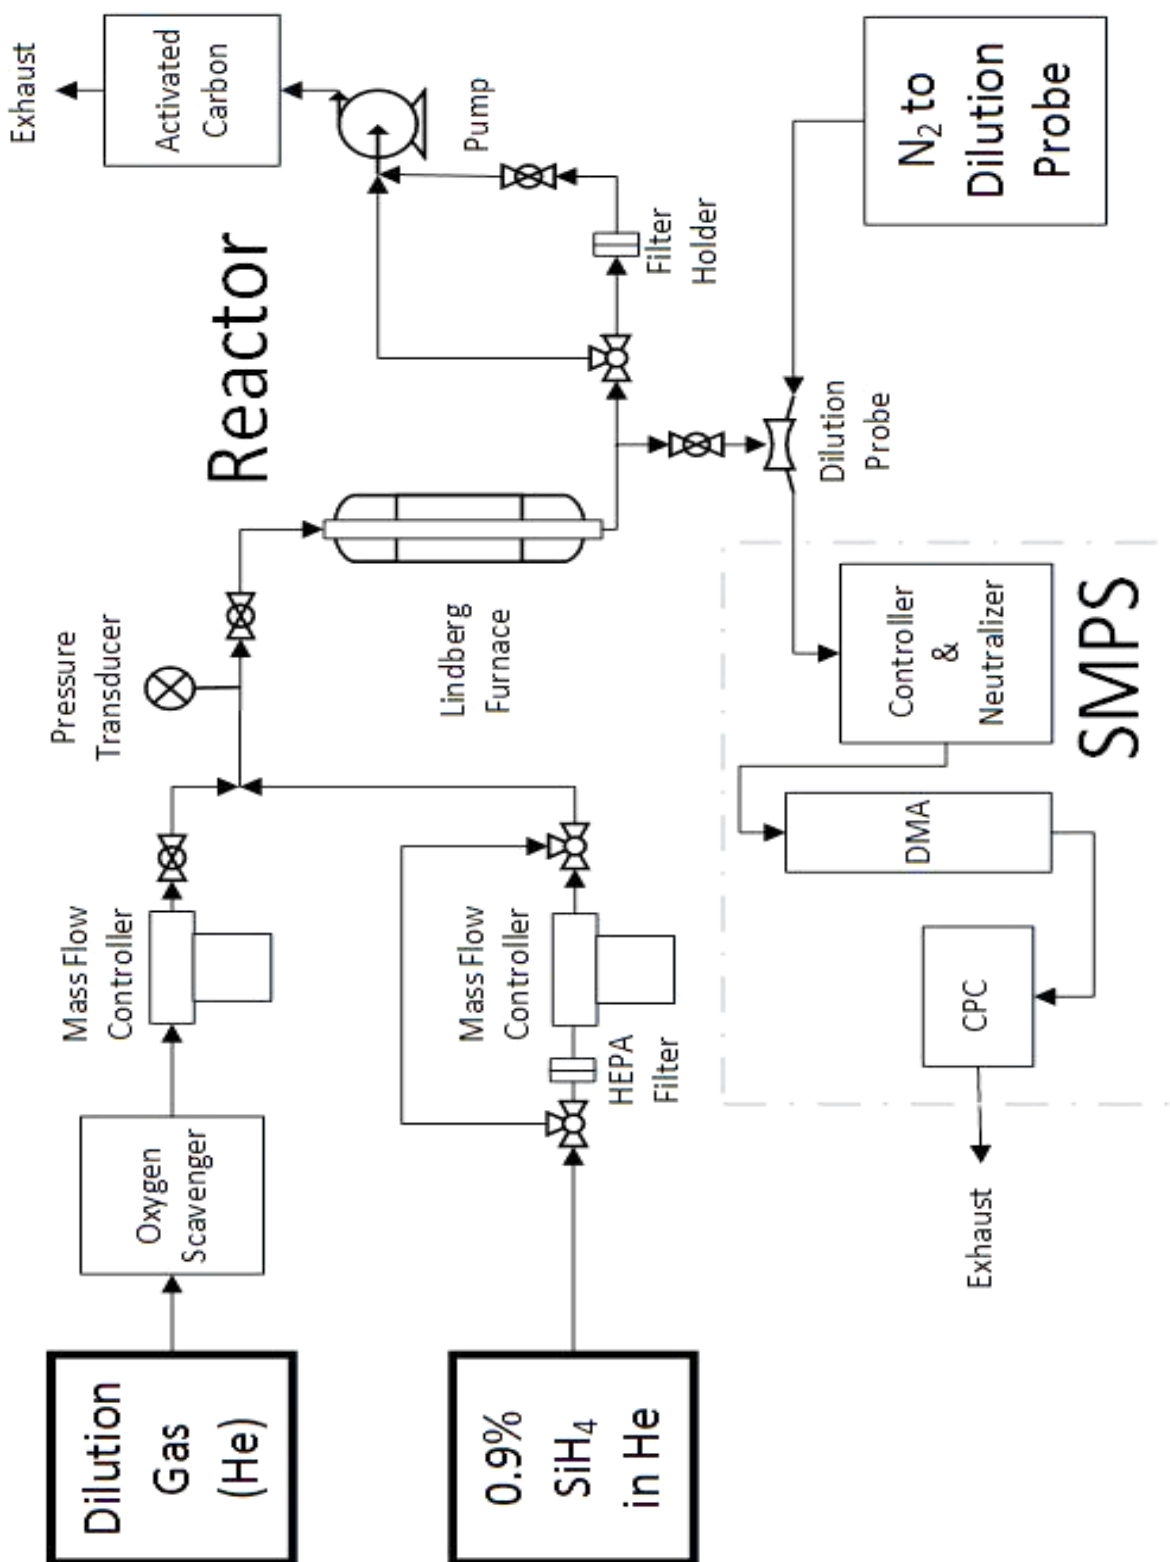 Dilution
Gas
(He)
Oxygen
Scavenger
Mass Flow
Controller
Pressure
Transducer
Reactor
Exhaust
Activated
Carbon
Pump
0.9%
SiH₄
in He
HEPA
Filter
Mass Flow
Controller
Lindberg
Furnace
Filter
Holder
Exhaust
CPC
DMA
Controller
&
Neutralizer
SMPS
Dilution
Probe
N₂ to
Dilution
Probe